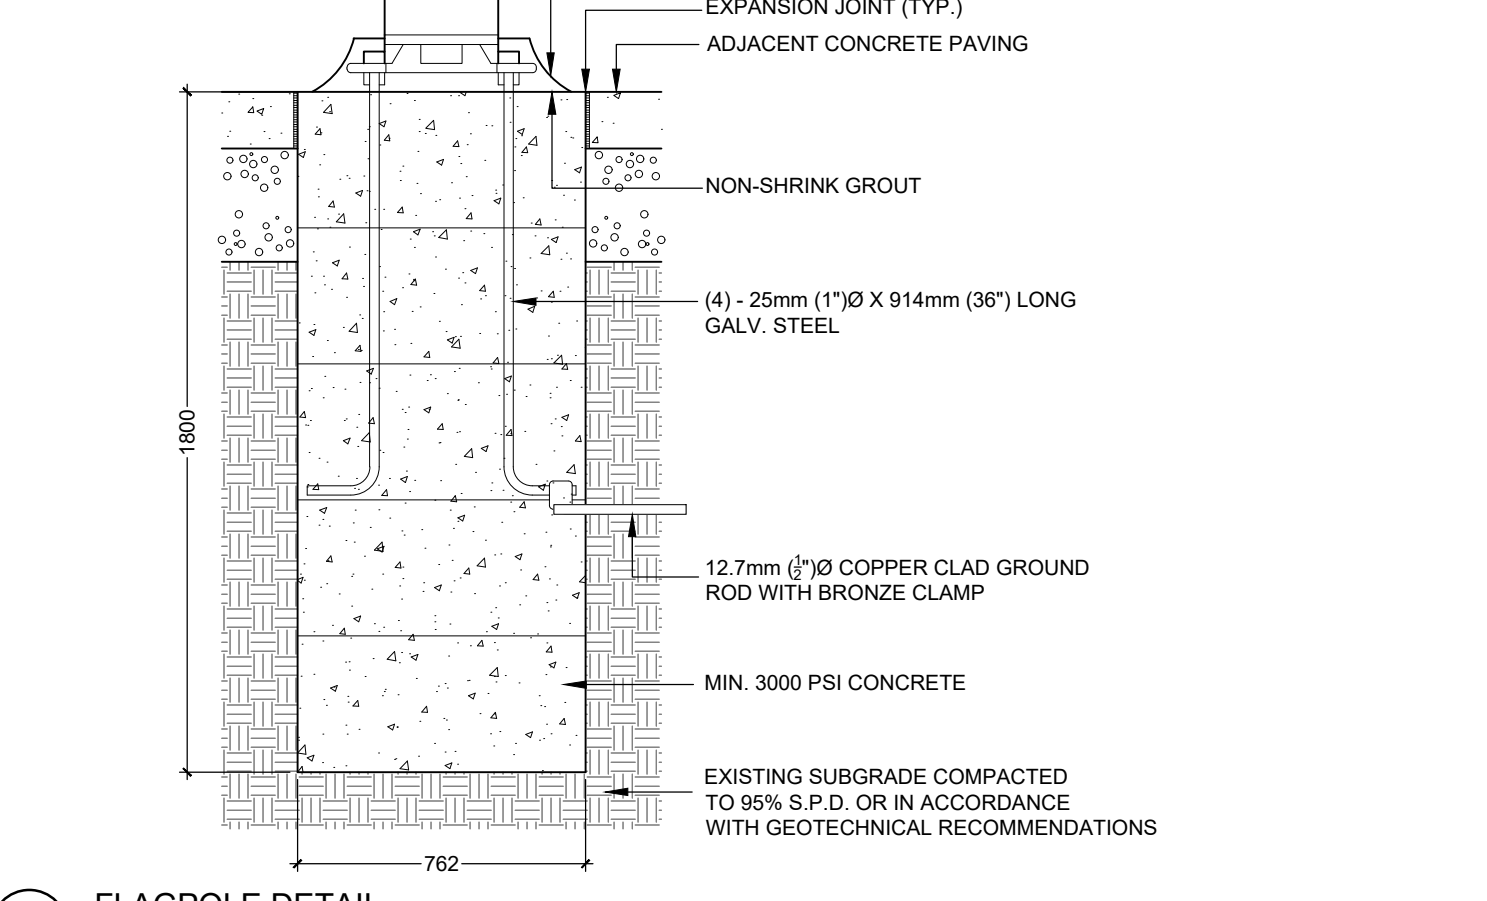 EXPANSION JOINT (TYP.)
ADJACENT CONCRETE PAVING
NON-SHRINK GROUT
(4) - 25mm (1")Ø X 914mm (36") LONG
GALV. STEEL
1800
12.7mm (½")Ø COPPER CLAD GROUND
ROD WITH BRONZE CLAMP
MIN. 3000 PSI CONCRETE
EXISTING SUBGRADE COMPACTED
TO 95% S.P.D. OR IN ACCORDANCE
WITH GEOTECHNICAL RECOMMENDATIONS
762
FLAGPOLE DETAIL